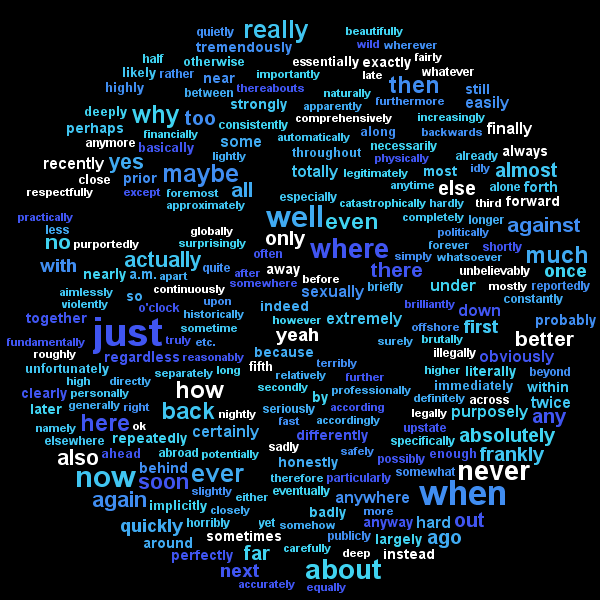 quietly really beautifully
wild wherever
tremendously
half otherwise essentially exactly fairly
likely rather near importantly late whatever
highly between thereabouts then still
naturally furthermore easily
deeply why too strongly apparently
comprehensively increasingly
perhaps financially consistently along backwards finally
anymore basically some automatically necessarily
lightly throughout physically already always
recently yes maybe totally legitimately most idly almost
close prior all anytime else alone forth
respectfully except foremost especially catastrophically hardly third forward
approximately
practically well even completely longer against
less globally politically
no purportedly surprisingly only where forever shortly
actually often simply whatsoever much
with nearly a.m. apart quite after away there unbelievably once
somewhere before briefly under mostly reportedly
aimlessly so continuously sexually constantly
violently o'clock upon indeed brilliantly down
together just historically however extremely offshore first probably
sometime yeah
fundamentally truly etc. surely brutally better
roughly regardless reasonably because illegally obviously
unfortunately separately long fifth terribly higher literally beyond
high directly how relatively further immediately within
clearly personally secondly by professionally definitely across twice
later generally right back nightly seriously according legally purposely any
namely here ok certainly fast accordingly upstate absolutely
elsewhere repeatedly differently specifically
also ahead abroad potentially sadly safely possibly enough frankly
behind ever honestly somewhat never
now soon therefore particularly
slightly either eventually anywhere when
again implicitly closely badly more
quickly horribly yet somehow anyway hard out
around sometimes publicly largely ago
perfectly far carefully deep instead
next about
accurately equally